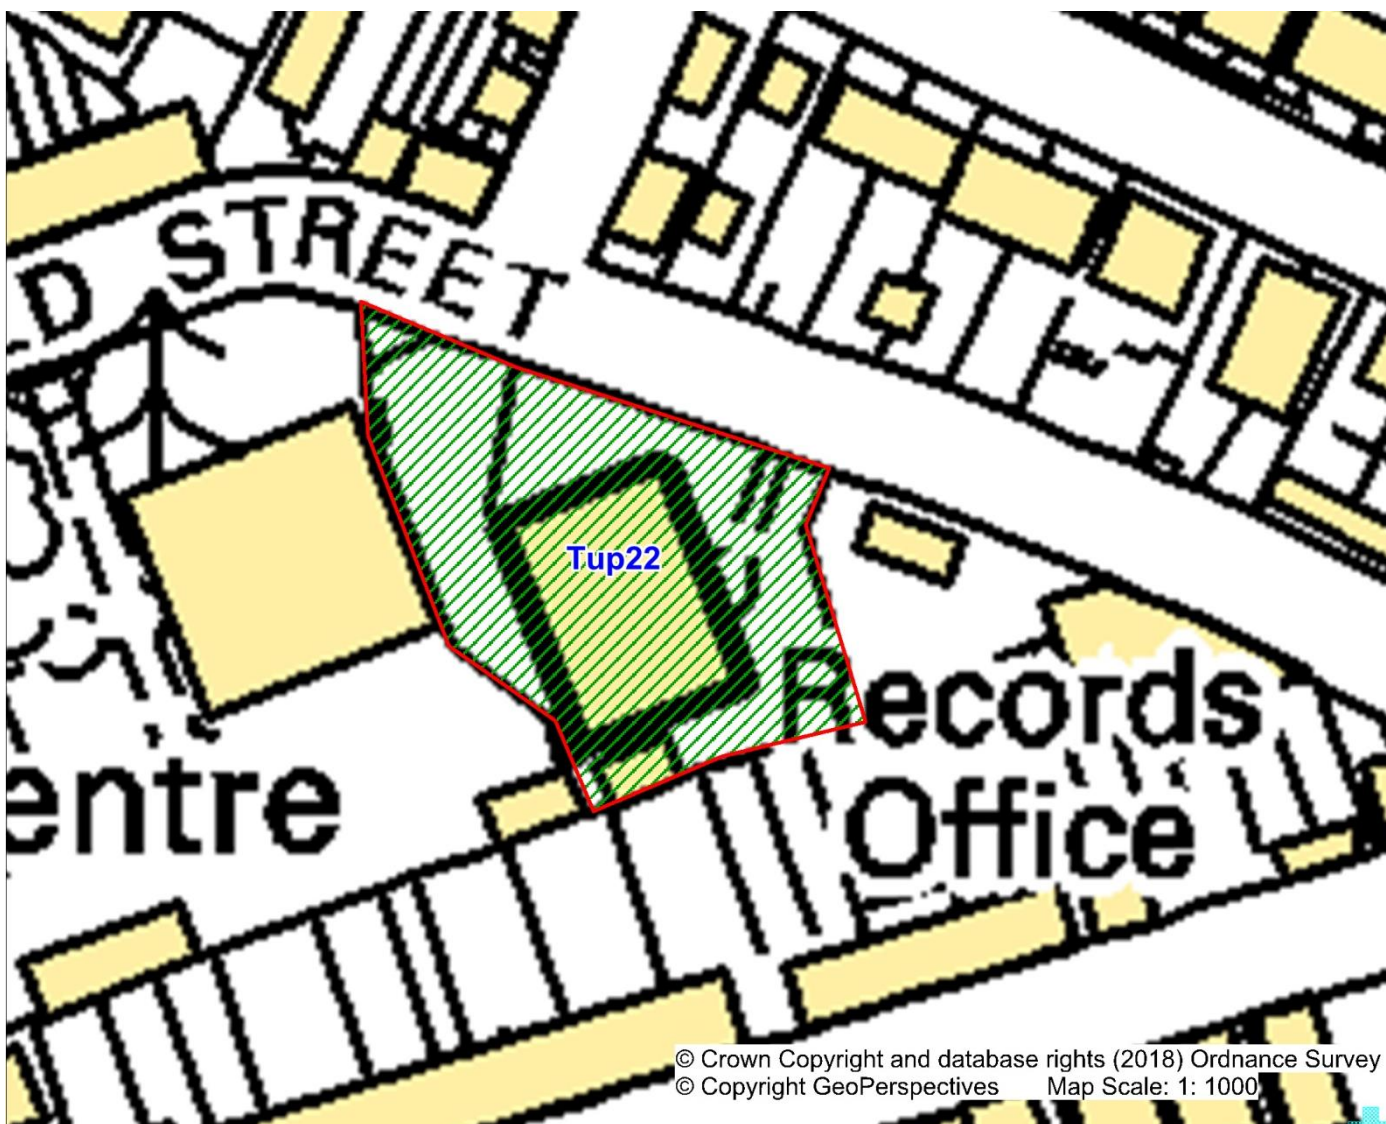 D STREET
Tup22
Records
Office
entre
© Crown Copyright and database rights (2018) Ordnance Survey
© Copyright GeoPerspectives Map Scale: 1: 1000